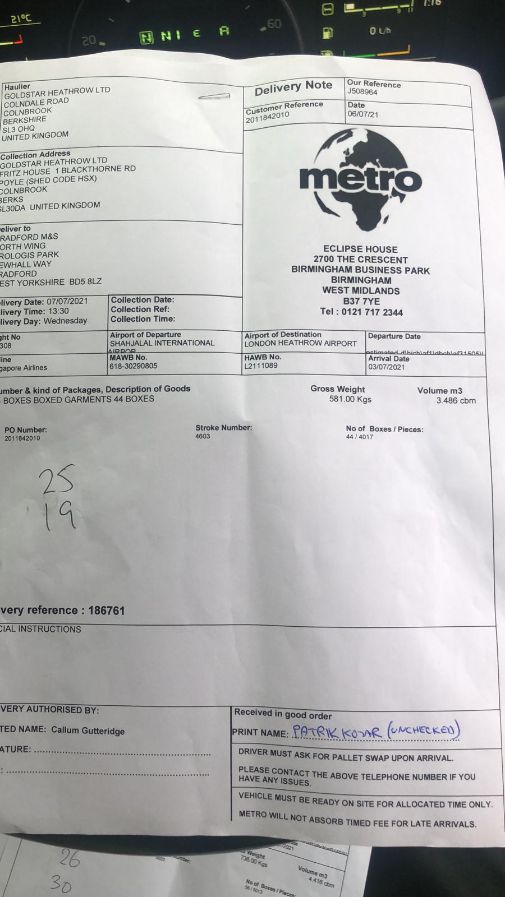 21°C
20
N N I E A
60
0 L/h
Haulier
GOLDSTAR HEATHROW LTD
COLNDALE ROAD
COLNBROOK
BERKSHIRE
SL3 0HQ
UNITED KINGDOM
Delivery Note
Our Reference
J508964
Customer Reference
2011842010
Date
06/07/21
Collection Address
GOLDSTAR HEATHROW LTD
FRITZ HOUSE 1 BLACKTHORNE RD
POYLE (SHED CODE HSX)
COLNBROOK
BERKS
SL30DA UNITED KINGDOM
metro
ECLIPSE HOUSE
2700 THE CRESCENT
BIRMINGHAM BUSINESS PARK
BIRMINGHAM
WEST MIDLANDS
B37 7YE
Tel : 0121 717 2344
eliver to
RADFORD M&S
ORTH WING
ROLOGIS PARK
EWHALL WAY
RADFORD
EST YORKSHIRE BD5 8LZ
livery Date: 07/07/2021
livery Time: 13:30
livery Day: Wednesday
Collection Date:
Collection Ref:
Collection Time:
ght No
308
Airport of Departure
SHAHJALAL INTERNATIONAL
AIRPOR
Airport of Destination
LONDON HEATHROW AIRPORT
Departure Date
line
gapore Airlines
MAWB No.
618-30290805
HAWB No.
L2111089
Arrival Date
03/07/2021
umber & kind of Packages, Description of Goods
BOXES BOXED GARMENTS 44 BOXES
Gross Weight
581.00 Kgs
Volume m3
3.486 cbm
PO Number:
2011842010
Stroke Number:
4603
No of Boxes / Pieces:
44 / 4017
25
19
very reference : 186761
CIAL INSTRUCTIONS
VERY AUTHORISED BY:
TED NAME: Callum Gutteridge
ATURE:
Received in good order
PRINT NAME: PATRIK KOJAR (UNCHECKED)
DRIVER MUST ASK FOR PALLET SWAP UPON ARRIVAL.
PLEASE CONTACT THE ABOVE TELEPHONE NUMBER IF YOU
HAVE ANY ISSUES.
VEHICLE MUST BE READY ON SITE FOR ALLOCATED TIME ONLY.
METRO WILL NOT ABSORB TIMED FEE FOR LATE ARRIVALS.
26
30
Weight
736.00 Kgs
Volume m3
4.416 cbm
No of Boxes / Pieces